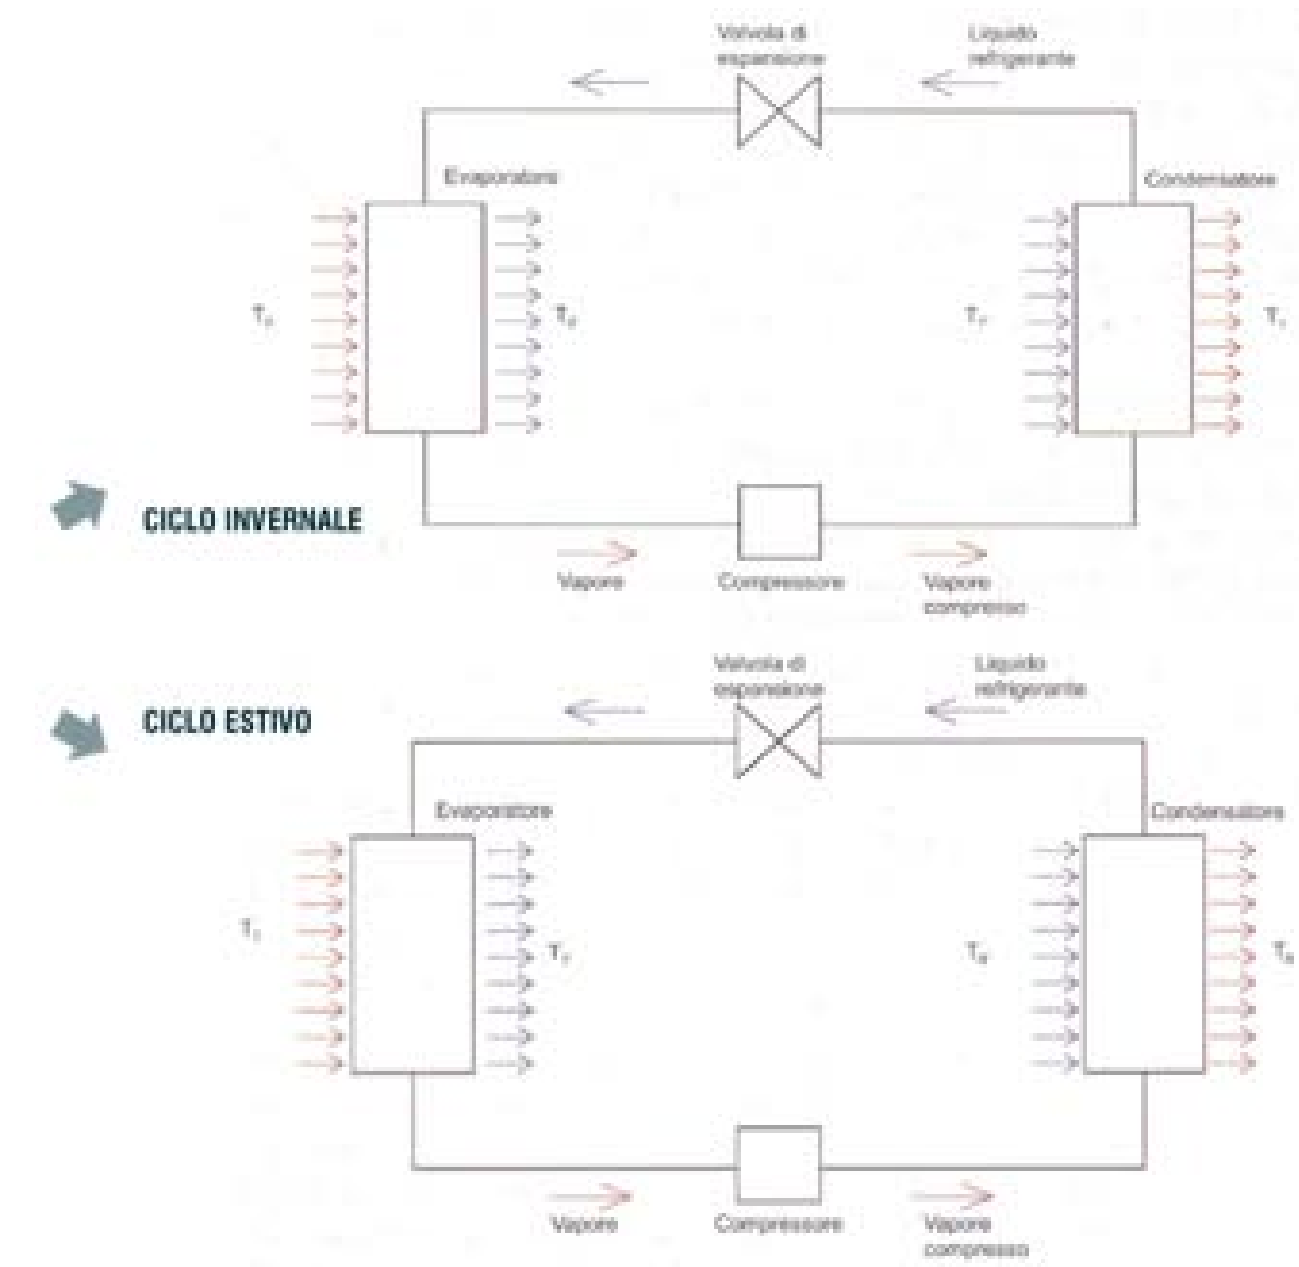 Valvola di
espansione
Liquido
refrigerante
Evaporatore
Condensatore
CICLO INVERNALE
Vapore
Compressore
Vapore
compresso
Valvola di
espansione
Liquido
refrigerante
CICLO ESTIVO
Evaporatore
Condensatore
Vapore
Compressore
Vapore
compresso